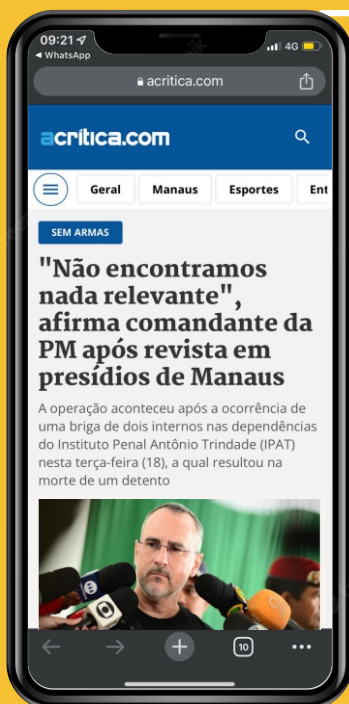 09:21
4G
◀ WhatsApp
acritica.com
acrítica.com
Geral Manaus Esportes Ent
SEM ARMAS
"Não encontramos
nada relevante",
afirma comandante da
PM após revista em
presídios de Manaus
A operação aconteceu após a ocorrência de
uma briga de dois internos nas dependências
do Instituto Penal Antônio Trindade (IPAT)
nesta terça-feira (18), a qual resultou na
morte de um detento
10